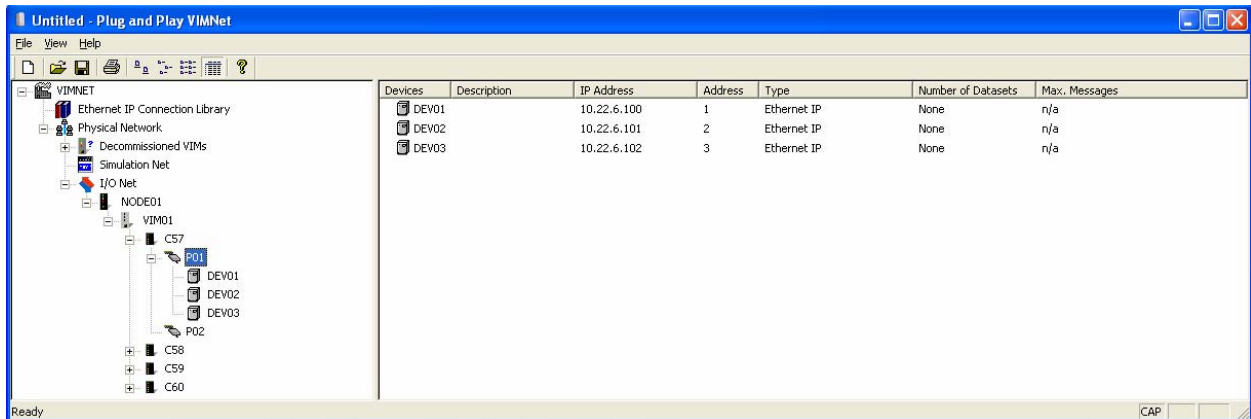 Untitled - Plug and Play VIMNet
File View Help
VIMNET
Ethernet IP Connection Library
Physical Network
Decommissioned VIMs
Simulation Net
I/O Net
NODE01
VIM01
C57
P01
DEV01
DEV02
DEV03
P02
C58
C59
C60
Devices Description IP Address Address Type Number of Datasets Max. Messages
DEV01 10.22.6.100 1 Ethernet IP None n/a
DEV02 10.22.6.101 2 Ethernet IP None n/a
DEV03 10.22.6.102 3 Ethernet IP None n/a
Ready CAP